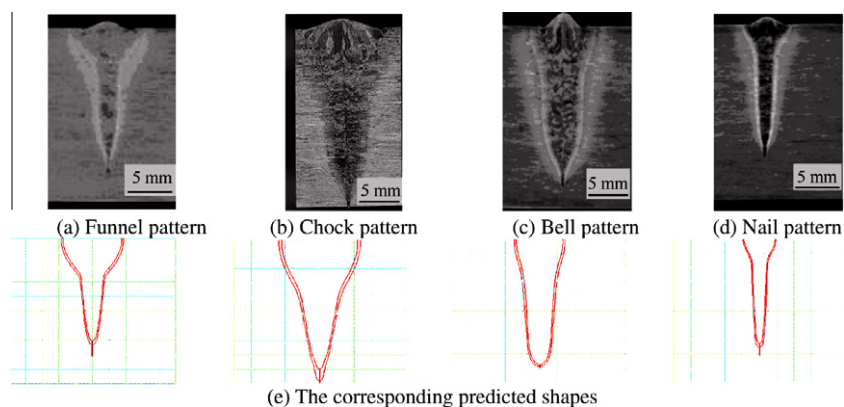 5 mm
5 mm
5 mm
5 mm
(a) Funnel pattern
(b) Chock pattern
(c) Bell pattern
(d) Nail pattern
(e) The corresponding predicted shapes